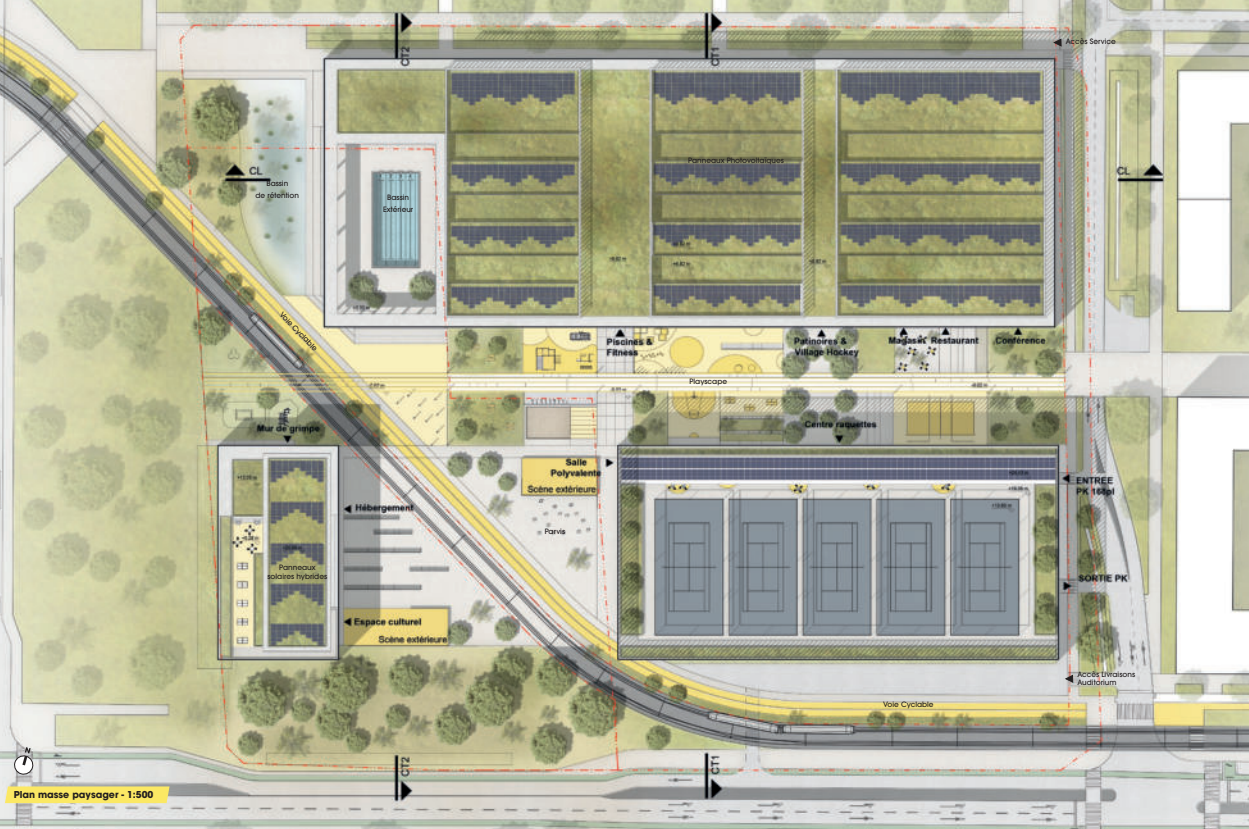 CT2
CT1
Accès Service
CL
Bassin
de rétention
Bassin
Extérieur
Panneaux Photovoltaïques
CL
Voie Cyclable
Piscines &
Fitness
Patinoires &
Village Hockey
Magasin
Restaurant
Conférence
Playscape
Mur de grimpe
Centre raquettes
Salle
Polyvalente
Scène extérieure
ENTREE
PK 168pl
Hébergement
Parvis
Panneaux
solaires hybrides
SORTIE PK
Espace culturel
Scène extérieure
Accès Livraisons
Auditorium
Voie Cyclable
N
CT2
CT1
Plan masse paysager - 1:500